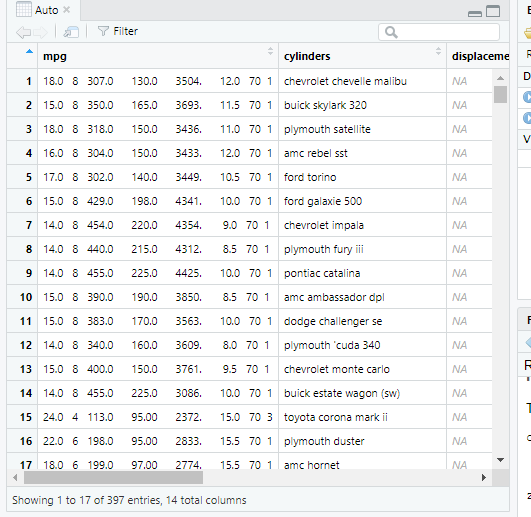 Auto
Filter
mpg cylinders displaceme
1 18.0 8 307.0 130.0 3504. 12.0 70 1 chevrolet chevelle malibu NA
2 15.0 8 350.0 165.0 3693. 11.5 70 1 buick skylark 320 NA
3 18.0 8 318.0 150.0 3436. 11.0 70 1 plymouth satellite NA
4 16.0 8 304.0 150.0 3433. 12.0 70 1 amc rebel sst NA
5 17.0 8 302.0 140.0 3449. 10.5 70 1 ford torino NA
6 15.0 8 429.0 198.0 4341. 10.0 70 1 ford galaxie 500 NA
7 14.0 8 454.0 220.0 4354. 9.0 70 1 chevrolet impala NA
8 14.0 8 440.0 215.0 4312. 8.5 70 1 plymouth fury iii NA
9 14.0 8 455.0 225.0 4425. 10.0 70 1 pontiac catalina NA
10 15.0 8 390.0 190.0 3850. 8.5 70 1 amc ambassador dpl NA
11 15.0 8 383.0 170.0 3563. 10.0 70 1 dodge challenger se NA
12 14.0 8 340.0 160.0 3609. 8.0 70 1 plymouth 'cuda 340 NA
13 15.0 8 400.0 150.0 3761. 9.5 70 1 chevrolet monte carlo NA
14 14.0 8 455.0 225.0 3086. 10.0 70 1 buick estate wagon (sw) NA
15 24.0 4 113.0 95.00 2372. 15.0 70 3 toyota corona mark ii NA
16 22.0 6 198.0 95.00 2833. 15.5 70 1 plymouth duster NA
17 18.0 6 199.0 97.00 2774. 15.5 70 1 amc hornet NA
Showing 1 to 17 of 397 entries, 14 total columns